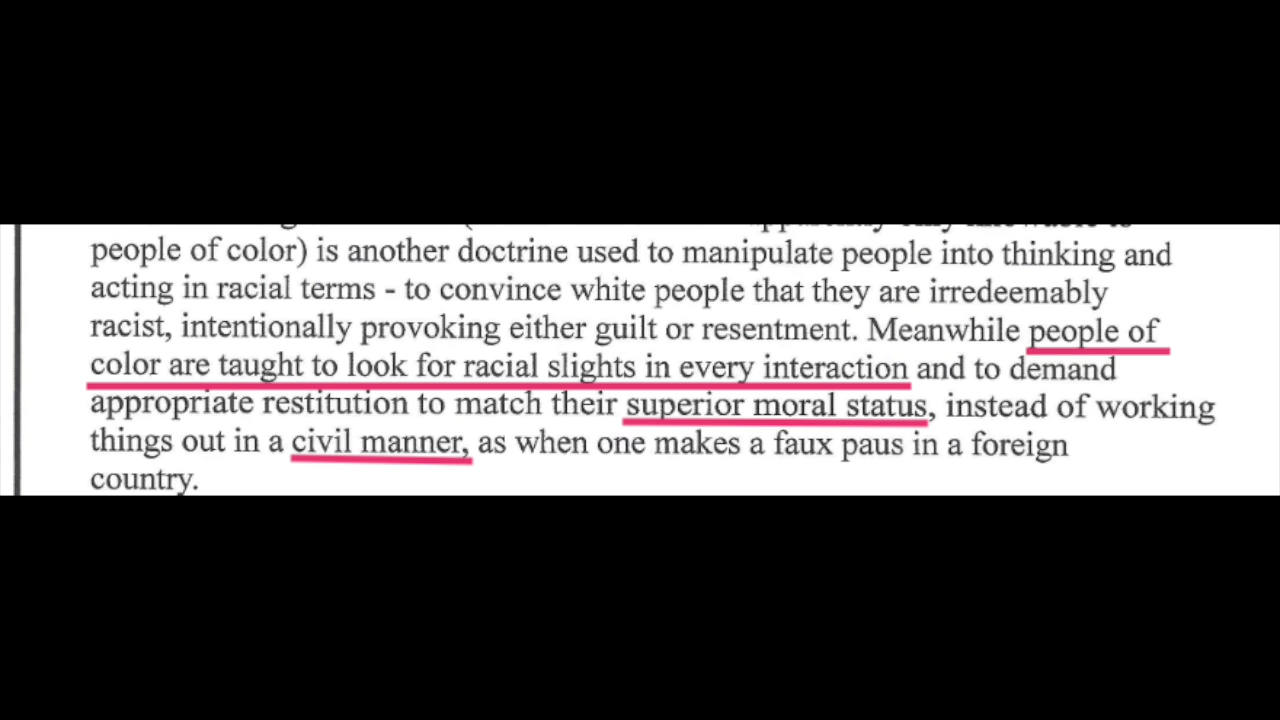 people of color) is another doctrine used to manipulate people into thinking and
acting in racial terms - to convince white people that they are irredeemably
racist, intentionally provoking either guilt or resentment. Meanwhile people of
color are taught to look for racial slights in every interaction and to demand
appropriate restitution to match their superior moral status, instead of working
things out in a civil manner, as when one makes a faux paus in a foreign
country.